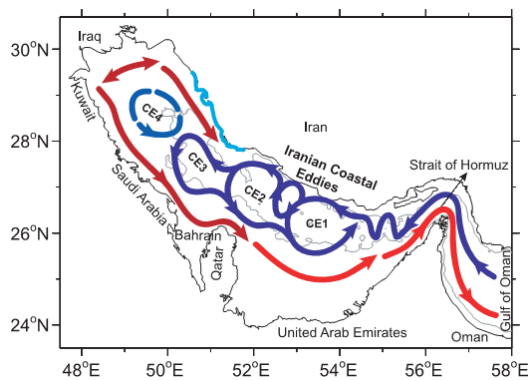 30°N
28°N
26°N
24°N
Iraq
Kuwait
CE4
Iran
CE3
Iranian Coastal
Eddies
Strait of Hormuz
CE2
Saudi Arabia
CE1
Bahrain
Qatar
Gulf of Oman
United Arab Emirates
Oman
48°E
50°E
52°E
54°E
56°E
58°E